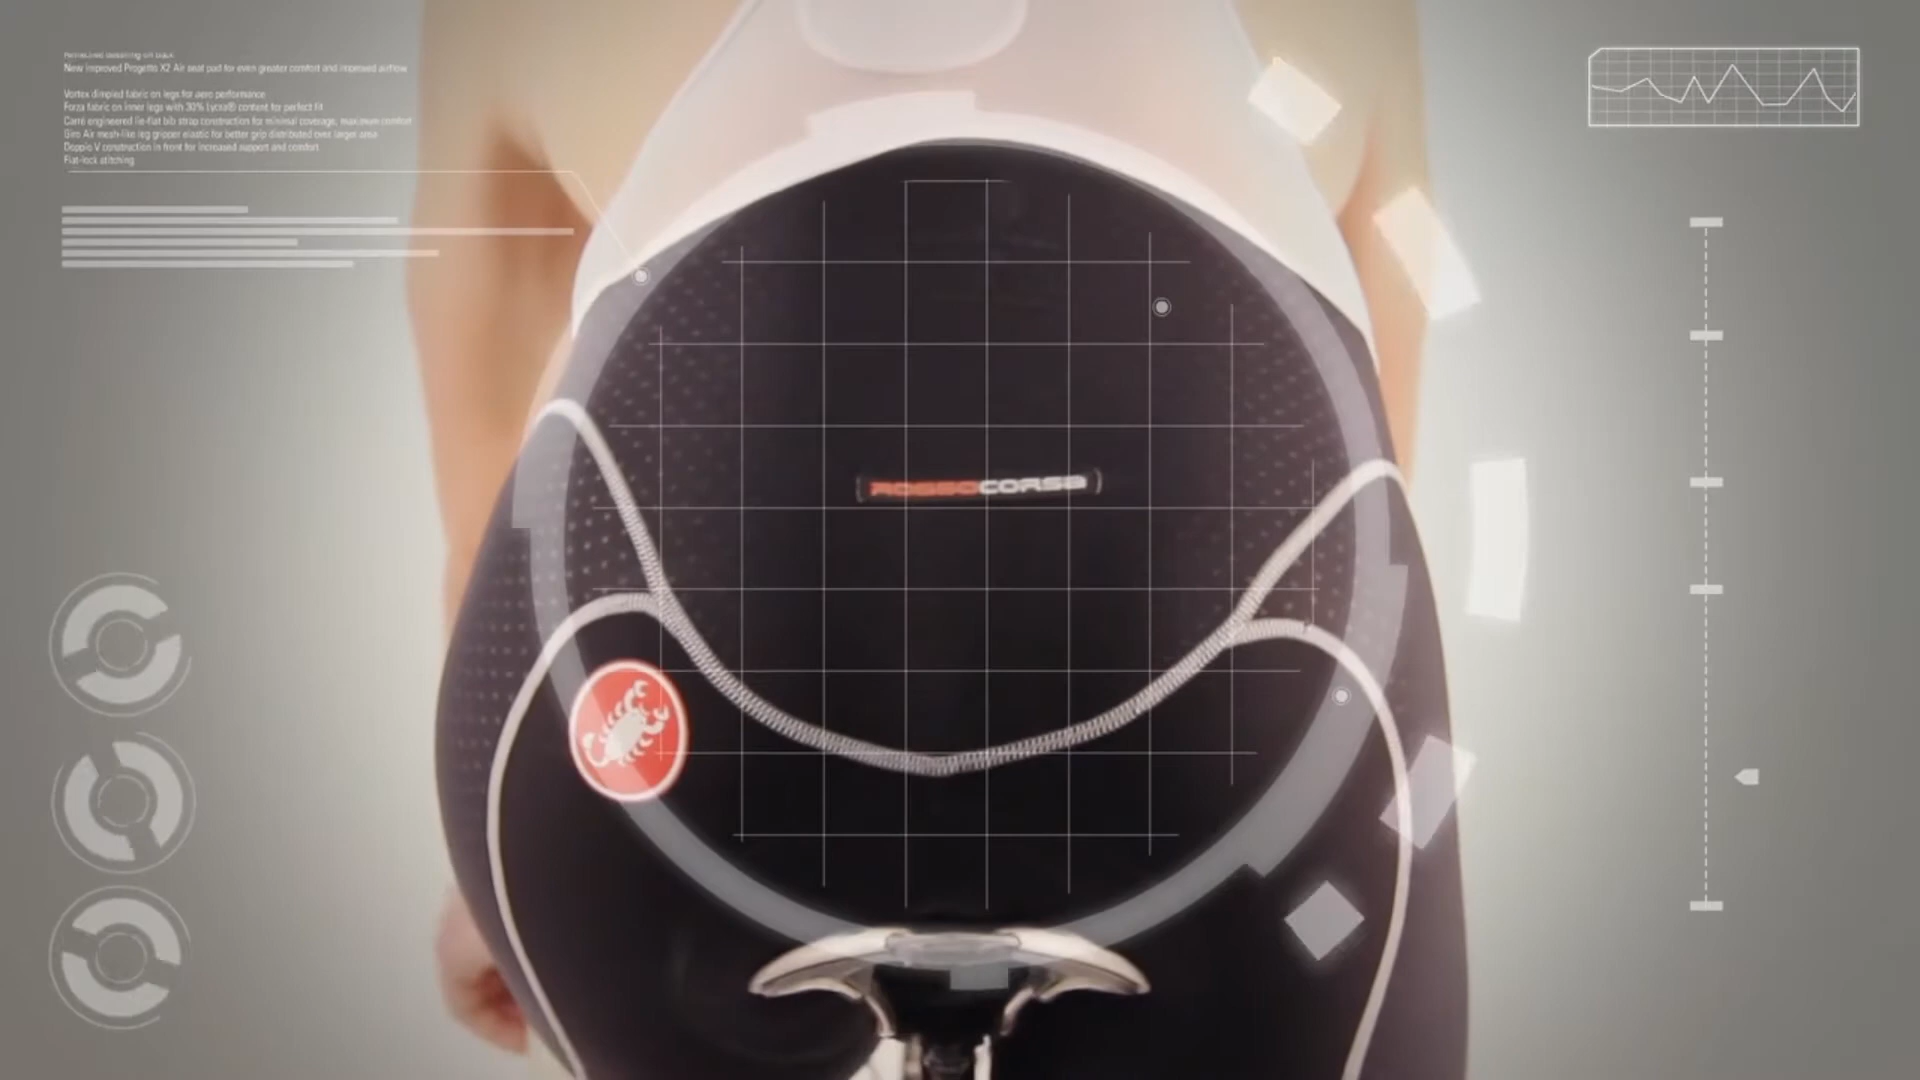 New improved Progetto X2 Air seat pad for even greater comfort and improved airflow
Vortex dimpled fabric on legs for aero performance
Forza fabric on inner legs with 30% Lycra® content for perfect fit
Carré engineered lie-flat bib strap construction for minimal coverage, maximum comfort
Giro Air mesh-like leg gripper elastic for better grip distributed over larger area
Doppio V construction in front for increased support and comfort
Flat-lock stitching
ROSSOCORSA